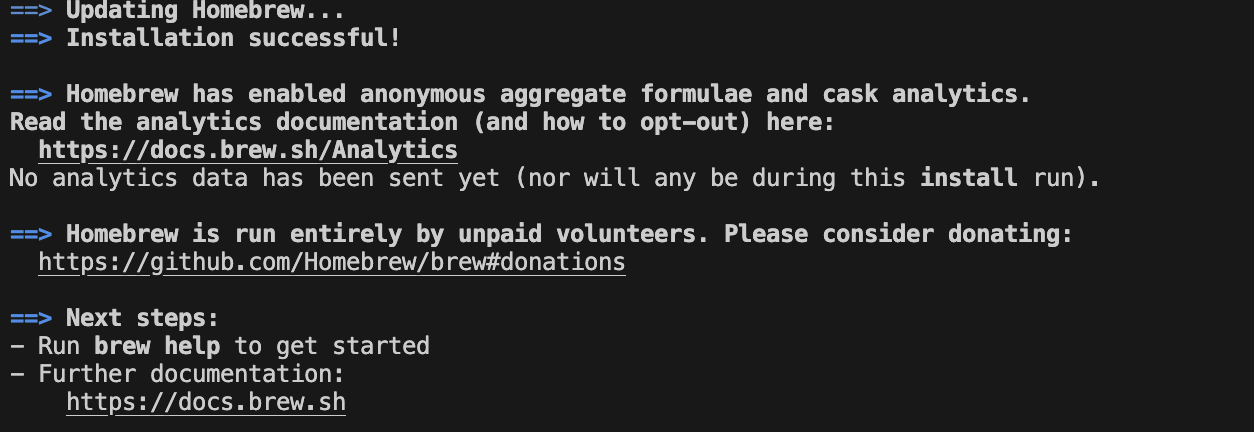 ==> Updating Homebrew...
==> Installation successful!
==> Homebrew has enabled anonymous aggregate formulae and cask analytics.
Read the analytics documentation (and how to opt-out) here:
https://docs.brew.sh/Analytics
No analytics data has been sent yet (nor will any be during this install run).
==> Homebrew is run entirely by unpaid volunteers. Please consider donating:
https://github.com/Homebrew/brew#donations
==> Next steps:
- Run brew help to get started
- Further documentation:
https://docs.brew.sh